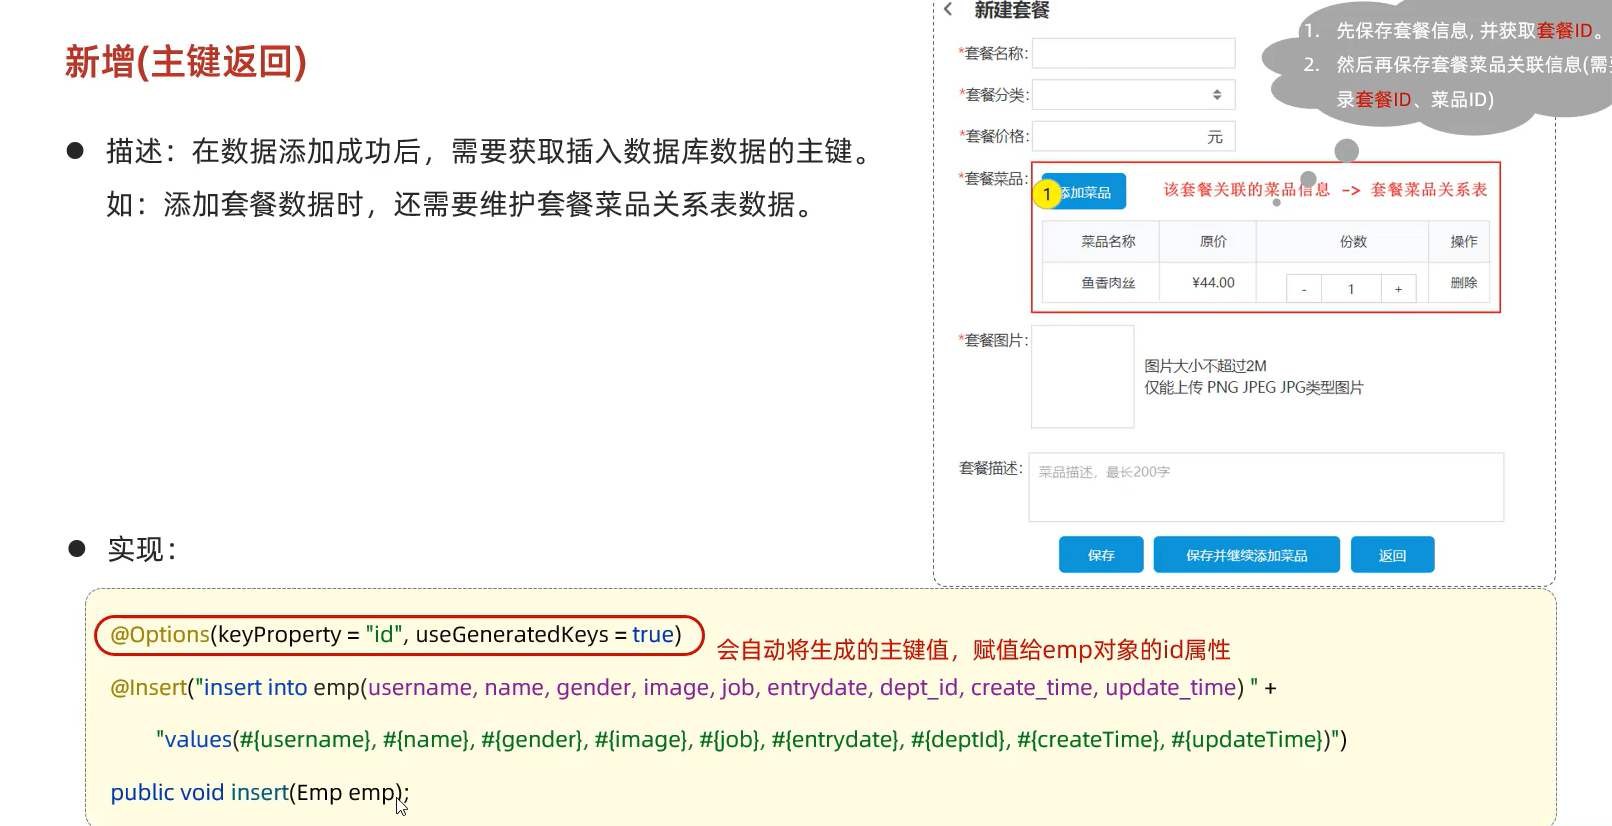 新增(主键返回)
描述：在数据添加成功后，需要获取插入数据库数据的主键。
如：添加套餐数据时，还需要维护套餐菜品关系表数据。
新建套餐
1. 先保存套餐信息, 并获取套餐ID。
2. 然后再保存套餐菜品关联信息(需
录套餐ID、菜品ID)
*套餐名称:
*套餐分类:
*套餐价格:
元
*套餐菜品:
1
添加菜品
该套餐关联的菜品信息 -> 套餐菜品关系表
菜品名称 原价 份数 操作
鱼香肉丝 ¥44.00 - 1 + 删除
*套餐图片:
图片大小不超过2M
仅能上传 PNG JPEG JPG类型图片
套餐描述:
菜品描述，最长200字
保存 保存并继续添加菜品 返回
实现：
@Options(keyProperty = "id", useGeneratedKeys = true)
会自动将生成的主键值，赋值给emp对象的id属性
@Insert("insert into emp(username, name, gender, image, job, entrydate, dept_id, create_time, update_time) " +
"values(#{username}, #{name}, #{gender}, #{image}, #{job}, #{entrydate}, #{deptId}, #{createTime}, #{updateTime})")
public void insert(Emp emp);